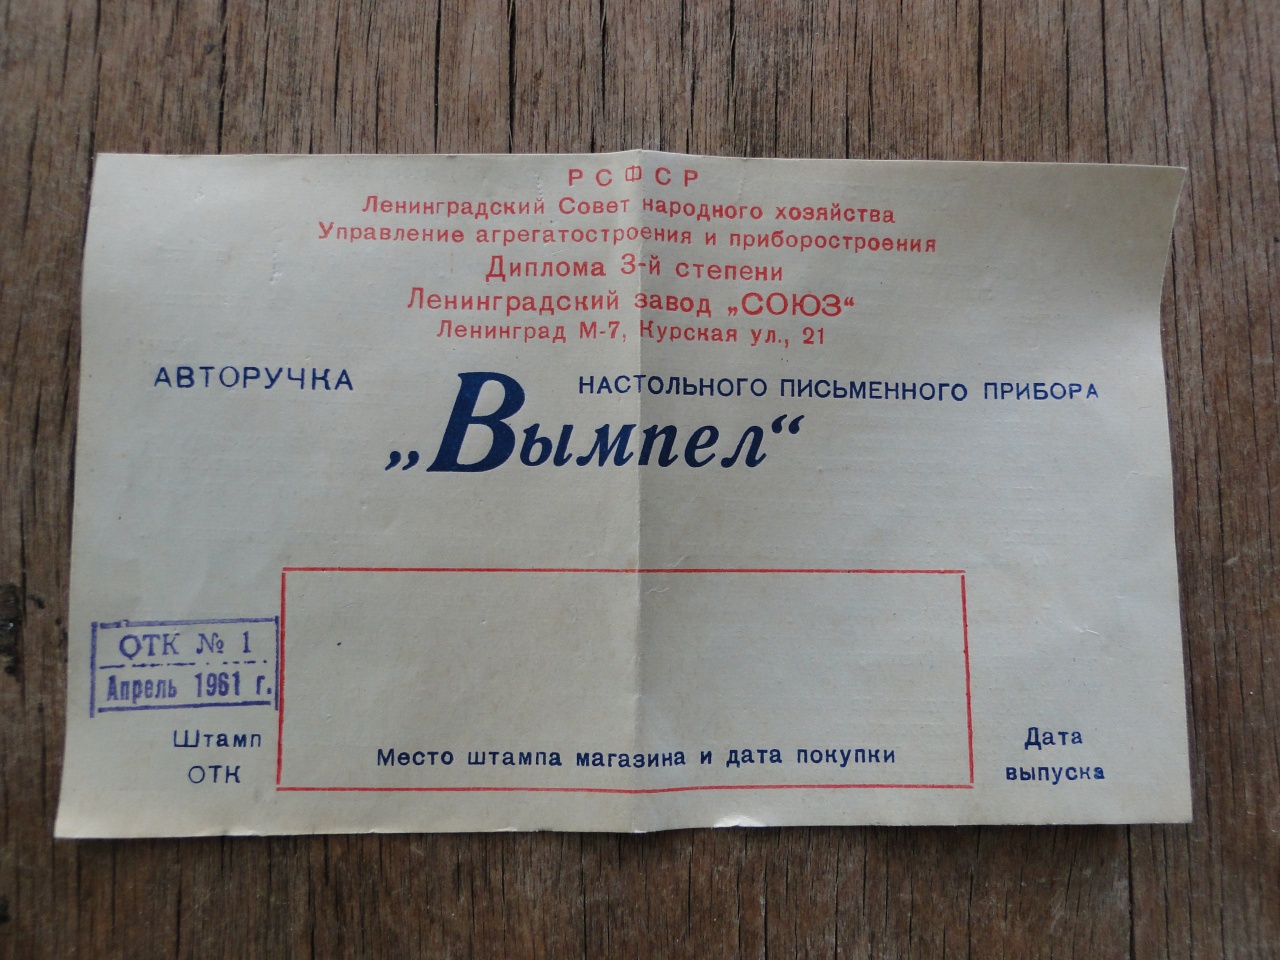 РСФСР
Ленинградский Совет народного хозяйства
Управление агрегатостроения и приборостроения
Диплома 3-й степени
Ленинградский завод „СОЮЗ“
Ленинград М-7, Курская ул., 21
АВТОРУЧКА НАСТОЛЬНОГО ПИСЬМЕННОГО ПРИБОРА
„Вымпел“
ОТК № 1
Апрель 1961 г.
Штамп
ОТК
Место штампа магазина и дата покупки
Дата
выпуска